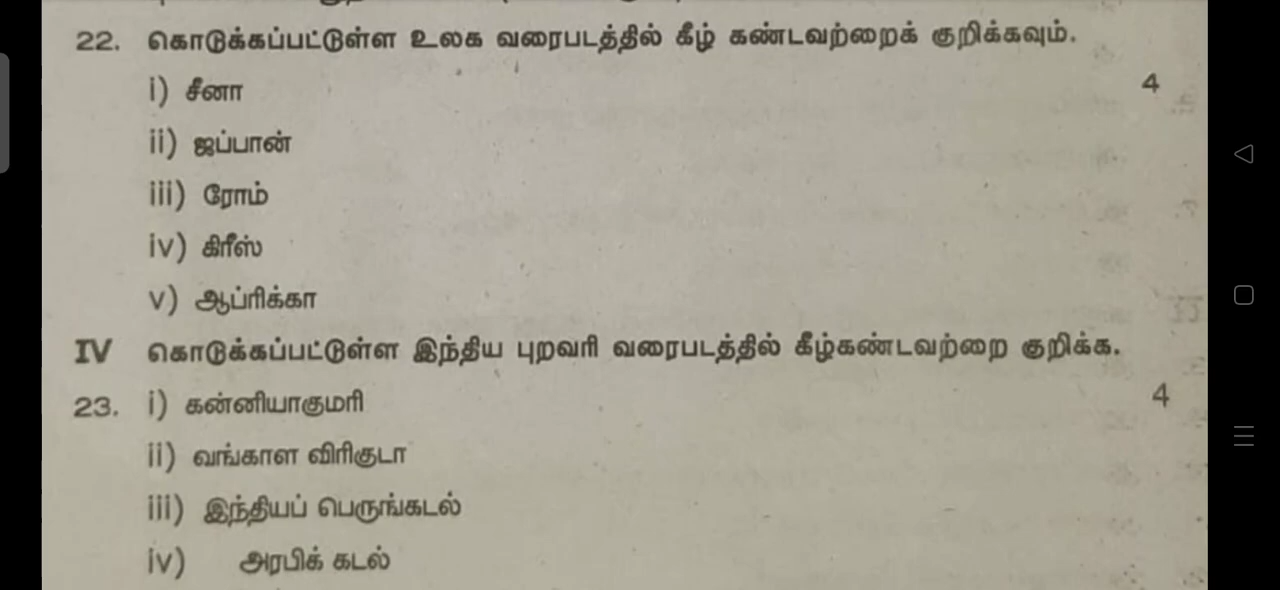 22. கொடுக்கப்பட்டுள்ள உலக வரைபடத்தில் கீழ் கண்டவற்றைக் குறிக்கவும்.
i) சீனா 4
ii) ஜப்பான்
iii) ரோம்
iv) கிரீஸ்
v) ஆப்ரிக்கா
IV கொடுக்கப்பட்டுள்ள இந்திய புறவரி வரைபடத்தில் கீழ்கண்டவற்றை குறிக்க.
23. i) கன்னியாகுமரி 4
ii) வங்காள விரிகுடா
iii) இந்தியப் பெருங்கடல்
iv) அரபிக் கடல்